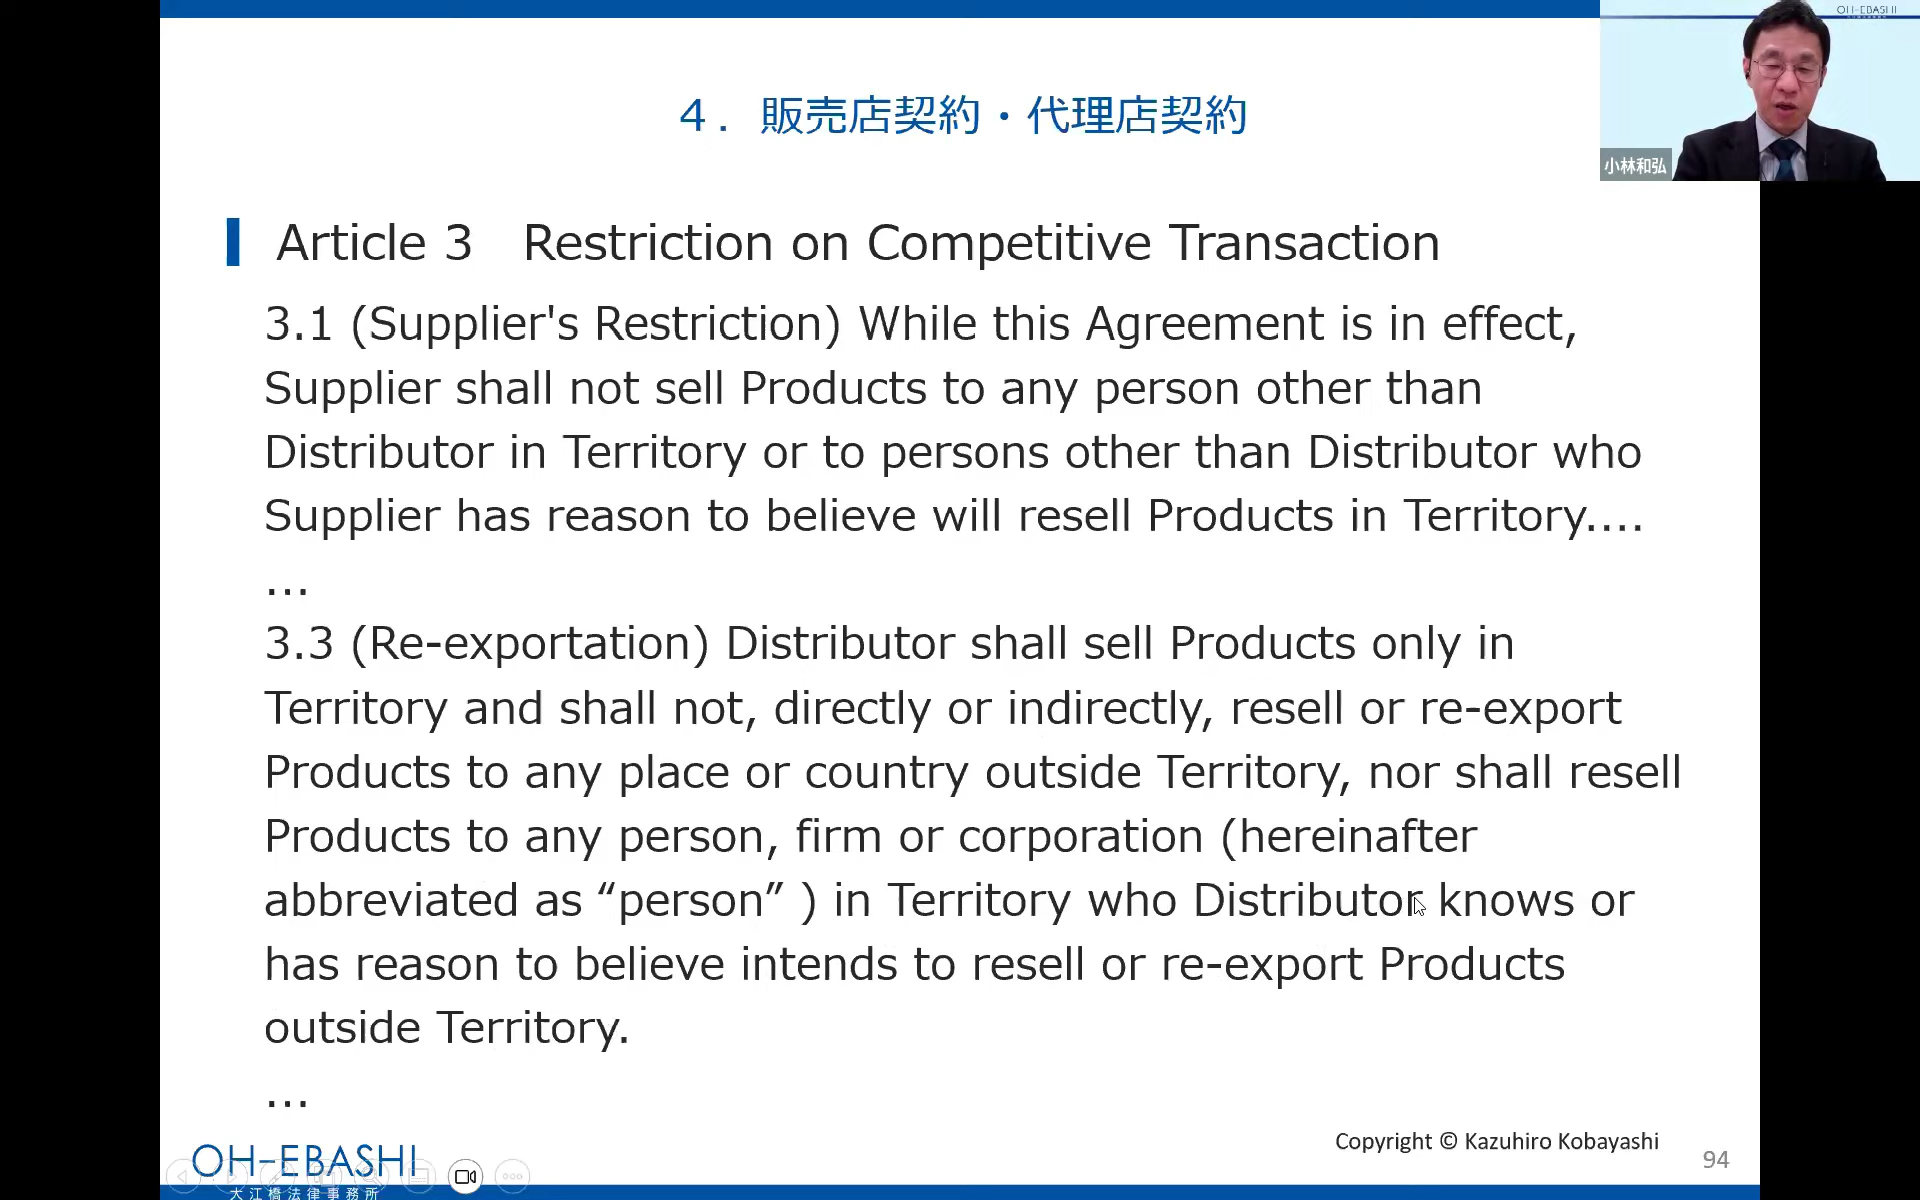 OH-EBASHI
小林和弘
４．販売店契約・代理店契約
Article 3　Restriction on Competitive Transaction
3.1 (Supplier's Restriction) While this Agreement is in effect,
Supplier shall not sell Products to any person other than
Distributor in Territory or to persons other than Distributor who
Supplier has reason to believe will resell Products in Territory....
...
3.3 (Re-exportation) Distributor shall sell Products only in
Territory and shall not, directly or indirectly, resell or re-export
Products to any place or country outside Territory, nor shall resell
Products to any person, firm or corporation (hereinafter
abbreviated as “person” ) in Territory who Distributor knows or
has reason to believe intends to resell or re-export Products
outside Territory.
...
Copyright © Kazuhiro Kobayashi
94
OH-EBASHI
大江橋法律事務所